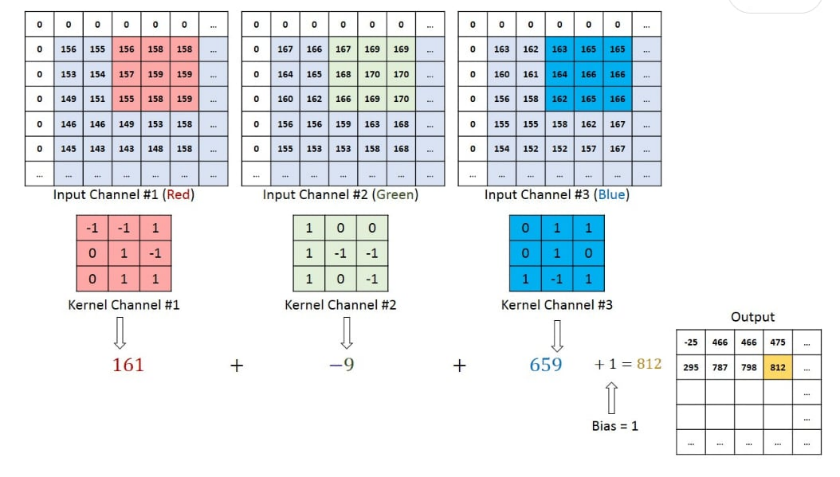 0 0 0 0 0 0 ... 0 0 0 0 0 0 ... 0 0 0 0 0 0 ...
0 156 155 156 158 158 ... 0 167 166 167 169 169 ... 0 163 162 163 165 165 ...
0 153 154 157 159 159 ... 0 164 165 168 170 170 ... 0 160 161 164 166 166 ...
0 149 151 155 158 159 ... 0 160 162 166 169 170 ... 0 156 158 162 165 166 ...
0 146 146 149 153 158 ... 0 156 156 159 163 168 ... 0 155 155 158 162 167 ...
0 145 143 143 148 158 ... 0 155 153 153 158 168 ... 0 154 152 152 157 167 ...
... ... ... ... ... ... ... ... ... ... ... ... ... ... ... ... ... ... ... ... ...
Input Channel #1 (Red) Input Channel #2 (Green) Input Channel #3 (Blue)
-1 -1 1 1 0 0 0 1 1
0 1 -1 1 -1 -1 0 1 0
0 1 1 1 0 -1 1 -1 1
Kernel Channel #1 Kernel Channel #2 Kernel Channel #3
161 + −9 + 659 + 1 = 812
Bias = 1
Output
-25 466 466 475 ...
295 787 798 812 ...
...
...
... ... ... ... ...